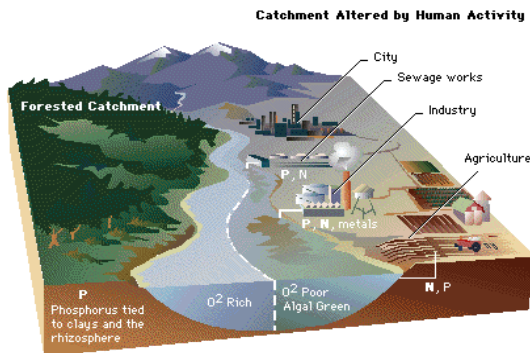 Catchment Altered by Human Activity
City
Sewage works
Forested Catchment
Industry
Agriculture
P, N
P, N, metals
N, P
P
Phosphorus tied
to clays and the
rhizosphere
O² Rich
O² Poor
Algal Green